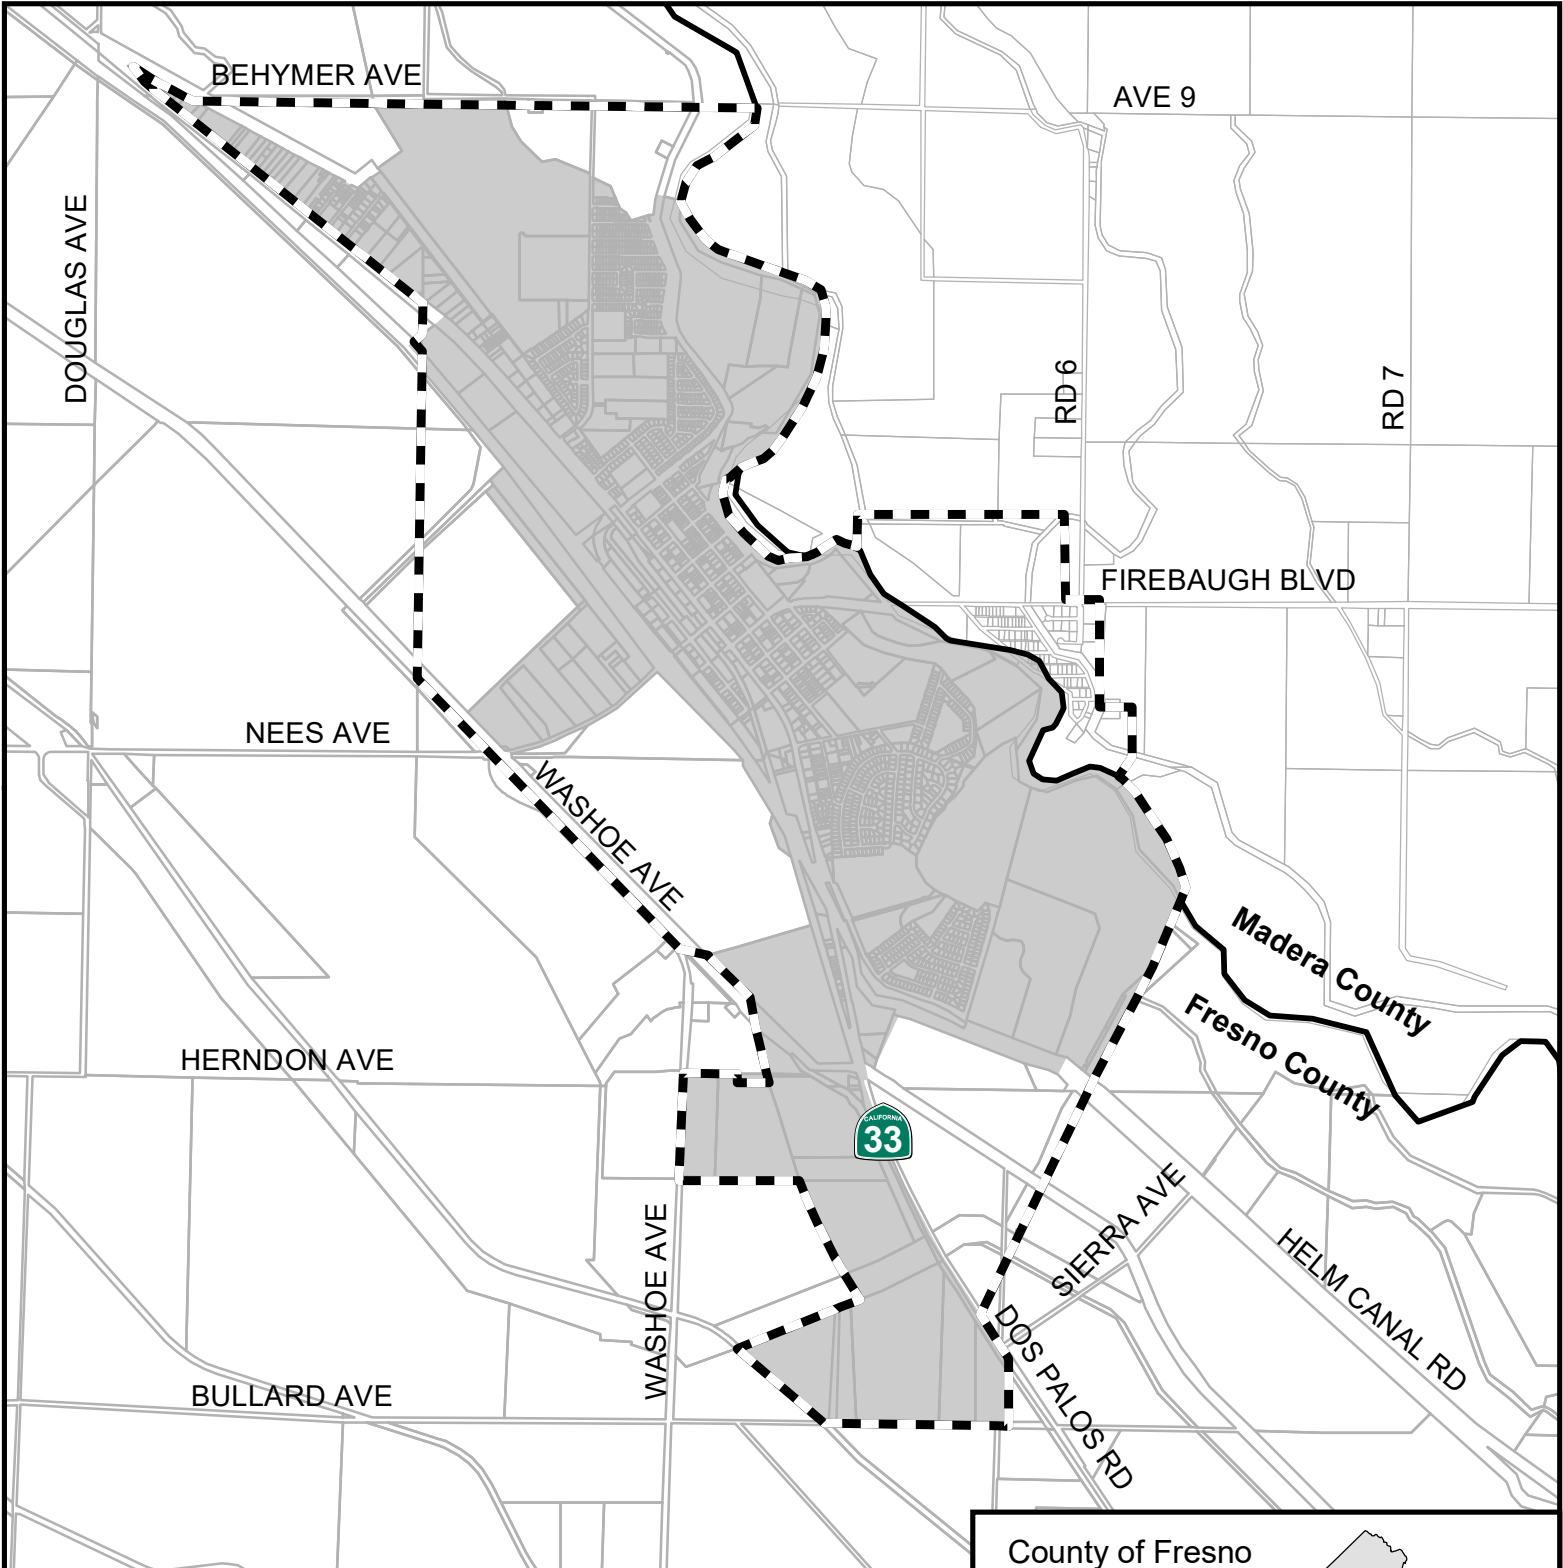 BEHYMER AVE
AVE 9
DOUGLAS AVE
RD 6
RD 7
FIREBAUGH BLVD
NEES AVE
WASHOE AVE
Madera County
Fresno County
HERNDON AVE
CALIFORNIA
33
SIERRA AVE
HELM CANAL RD
WASHOE AVE
DOS PALOS RD
BULLARD AVE
County of Fresno